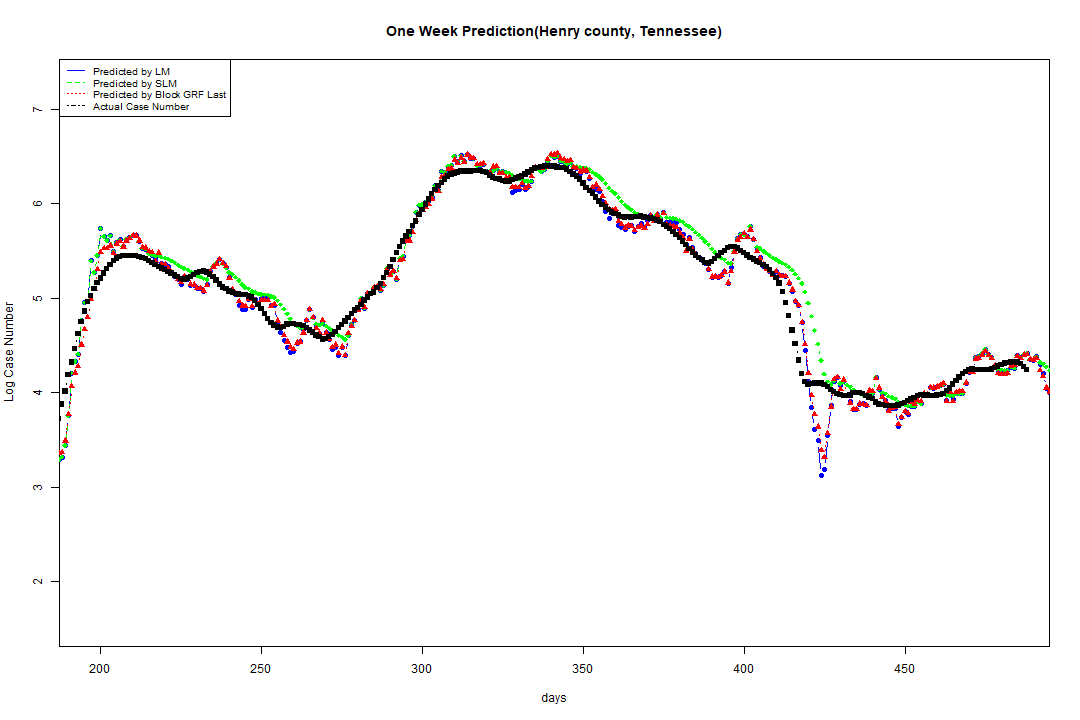 One Week Prediction(Henry county, Tennessee)
Predicted by LM
Predicted by SLM
Predicted by Block GRF Last
Actual Case Number
7
6
5
4
3
2
Log Case Number
200 250 300 350 400 450
days